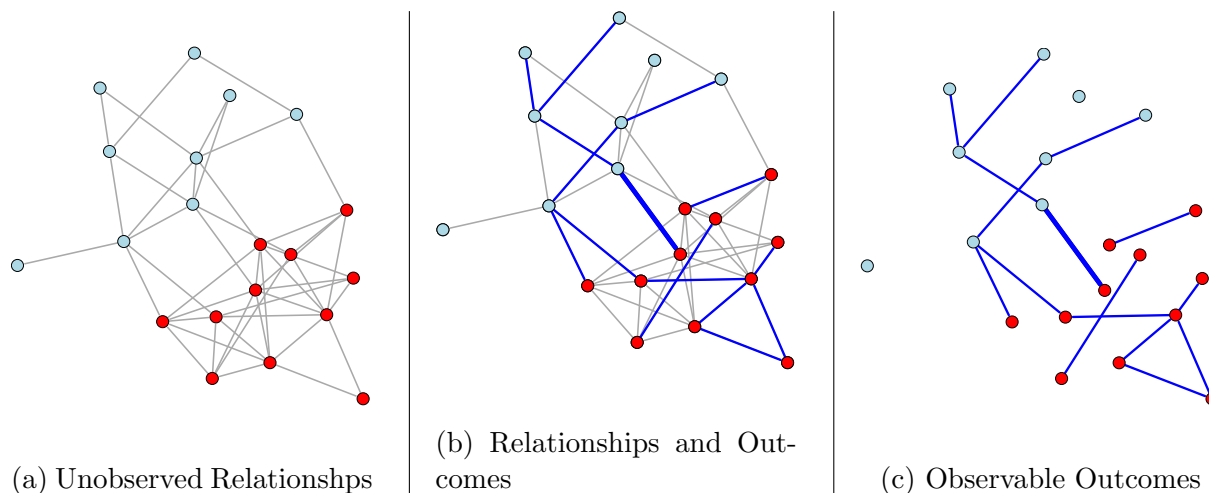 (a) Unobserved Relationshps
(b) Relationships and Out-
comes
(c) Observable Outcomes